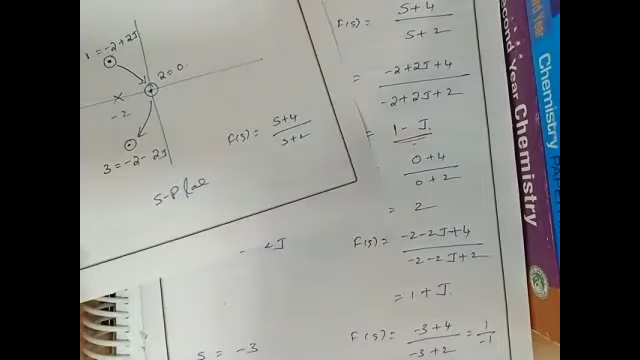 1 = -2+2J
2=0.
-2
3 = -2-2J
F(s) = s+4 / s+2
F(s)= s+4 / s+2
= -2+2J+4 / -2+2J+2
= 1-J
0+4 / 0+2
= 2
F(s)= -2-2J+4 / -2-2J+2
= 1+J.
2J
s = -3
F(s)= -3+4 / -3+2 = 1/-1
Second Year Chemistry
Chemistry
Year